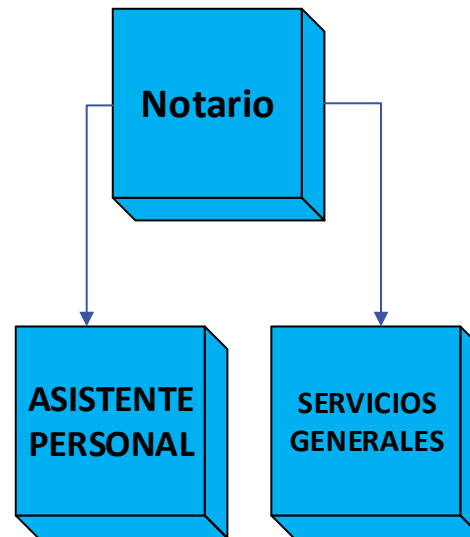 Notario
ASISTENTE
PERSONAL
SERVICIOS
GENERALES